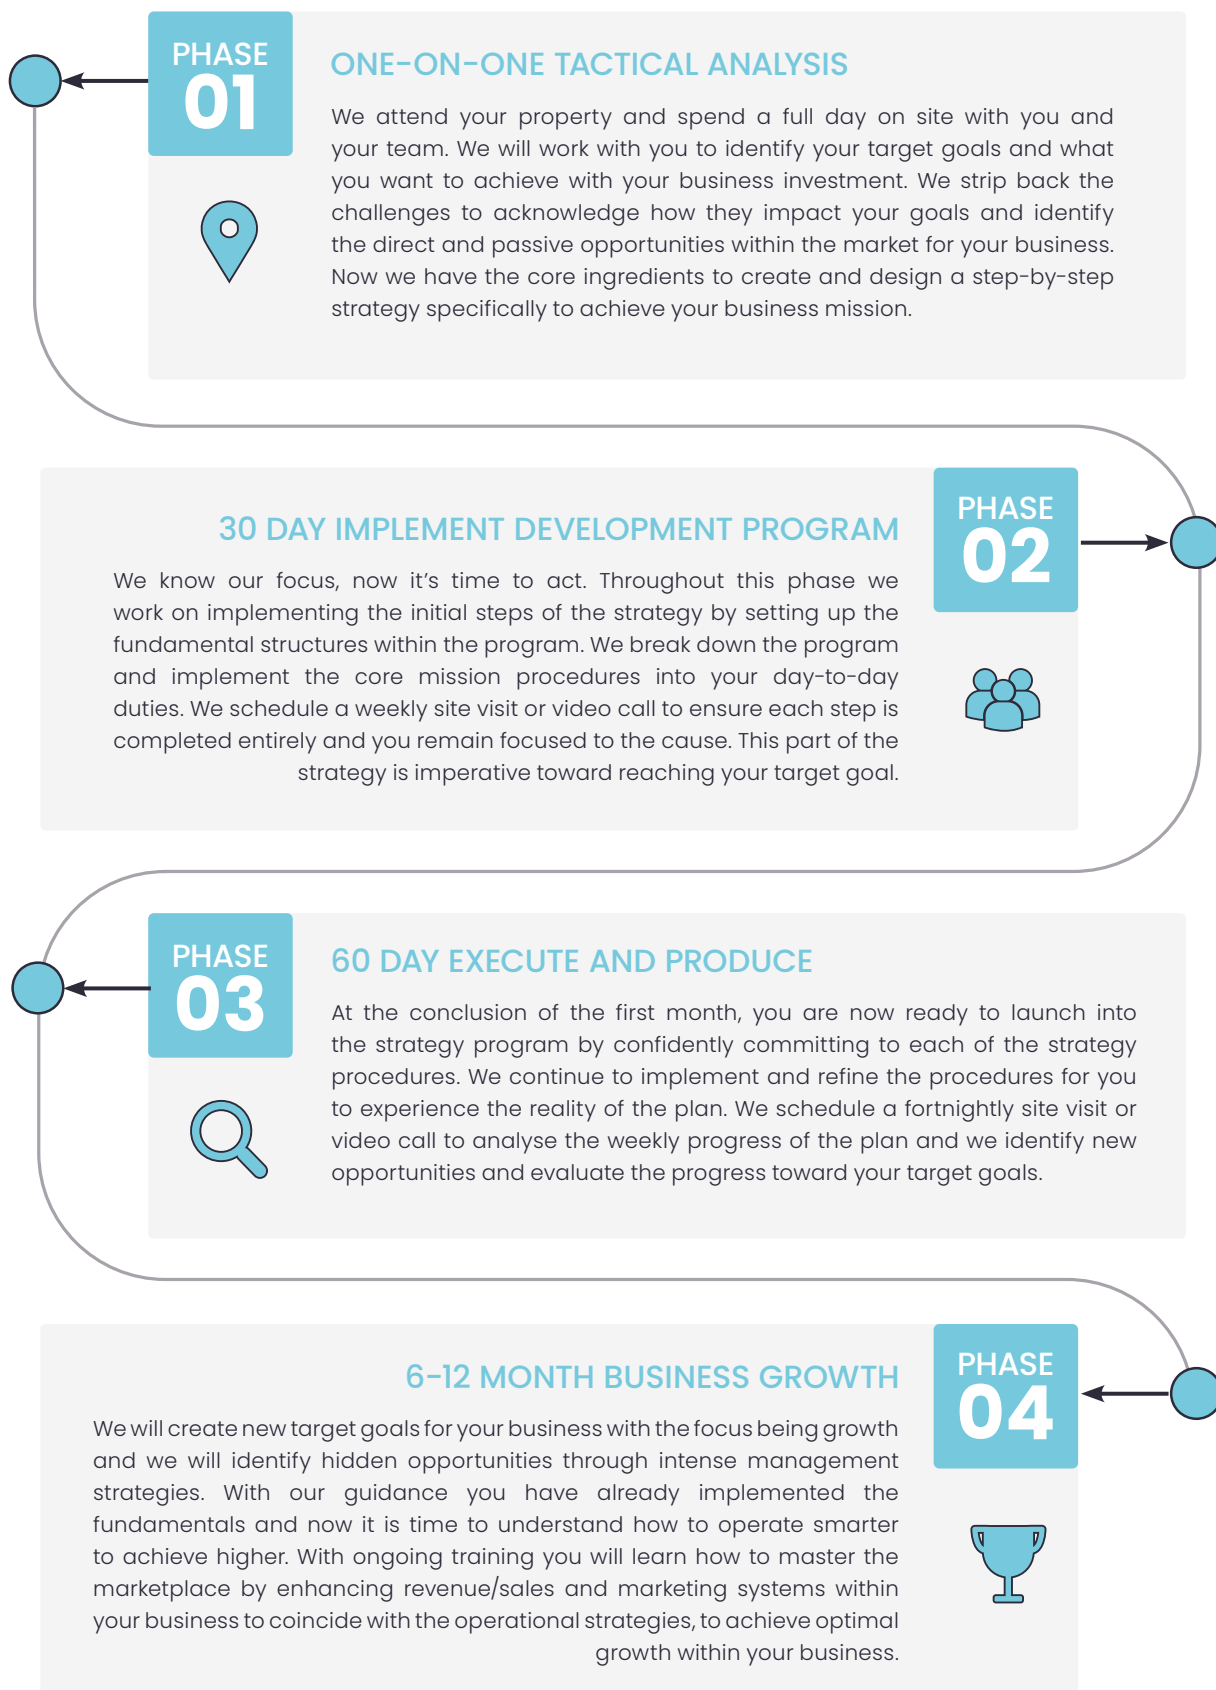 PHASE
01
ONE-ON-ONE TACTICAL ANALYSIS
We attend your property and spend a full day on site with you and
your team. We will work with you to identify your target goals and what
you want to achieve with your business investment. We strip back the
challenges to acknowledge how they impact your goals and identify
the direct and passive opportunities within the market for your business.
Now we have the core ingredients to create and design a step-by-step
strategy specifically to achieve your business mission.
PHASE
02
30 DAY IMPLEMENT DEVELOPMENT PROGRAM
We know our focus, now it's time to act. Throughout this phase we
work on implementing the initial steps of the strategy by setting up the
fundamental structures within the program. We break down the program
and implement the core mission procedures into your day-to-day
duties. We schedule a weekly site visit or video call to ensure each step is
completed entirely and you remain focused to the cause. This part of the
strategy is imperative toward reaching your target goal.
PHASE
03
60 DAY EXECUTE AND PRODUCE
At the conclusion of the first month, you are now ready to launch into
the strategy program by confidently committing to each of the strategy
procedures. We continue to implement and refine the procedures for you
to experience the reality of the plan. We schedule a fortnightly site visit or
video call to analyse the weekly progress of the plan and we identify new
opportunities and evaluate the progress toward your target goals.
PHASE
04
6-12 MONTH BUSINESS GROWTH
We will create new target goals for your business with the focus being growth
and we will identify hidden opportunities through intense management
strategies. With our guidance you have already implemented the
fundamentals and now it is time to understand how to operate smarter
to achieve higher. With ongoing training you will learn how to master the
marketplace by enhancing revenue/sales and marketing systems within
your business to coincide with the operational strategies, to achieve optimal
growth within your business.